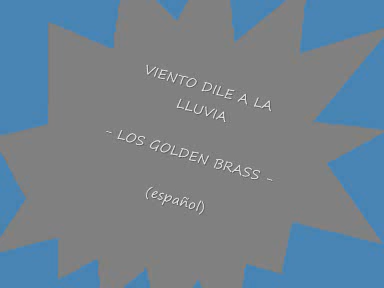 VIENTO DILE A LA
LLUVIA
- LOS GOLDEN BRASS -
(español)